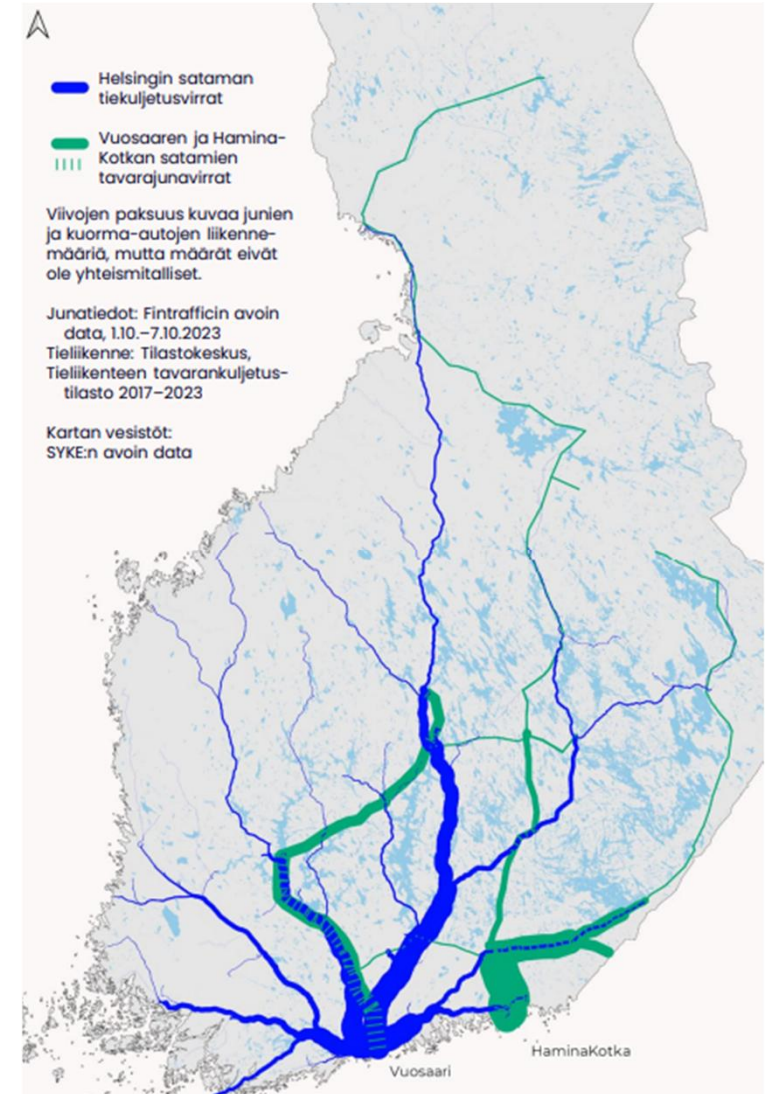 Helsingin sataman
tiekuljetusvirrat
Vuosaaren ja Hamina-
Kotkan satamien
tavarajunavirrat
Viivojen paksuus kuvaa junien
ja kuorma-autojen liikenne-
määriä, mutta määrät eivät
ole yhteismitalliset.
Junatiedot: Fintrafficin avoin
data, 1.10.–7.10.2023
Tieliikenne: Tilastokeskus,
Tieliikenteen tavarankuljetus-
tilasto 2017–2023
Kartan vesistöt:
SYKE:n avoin data
HaminaKotka
Vuosaari